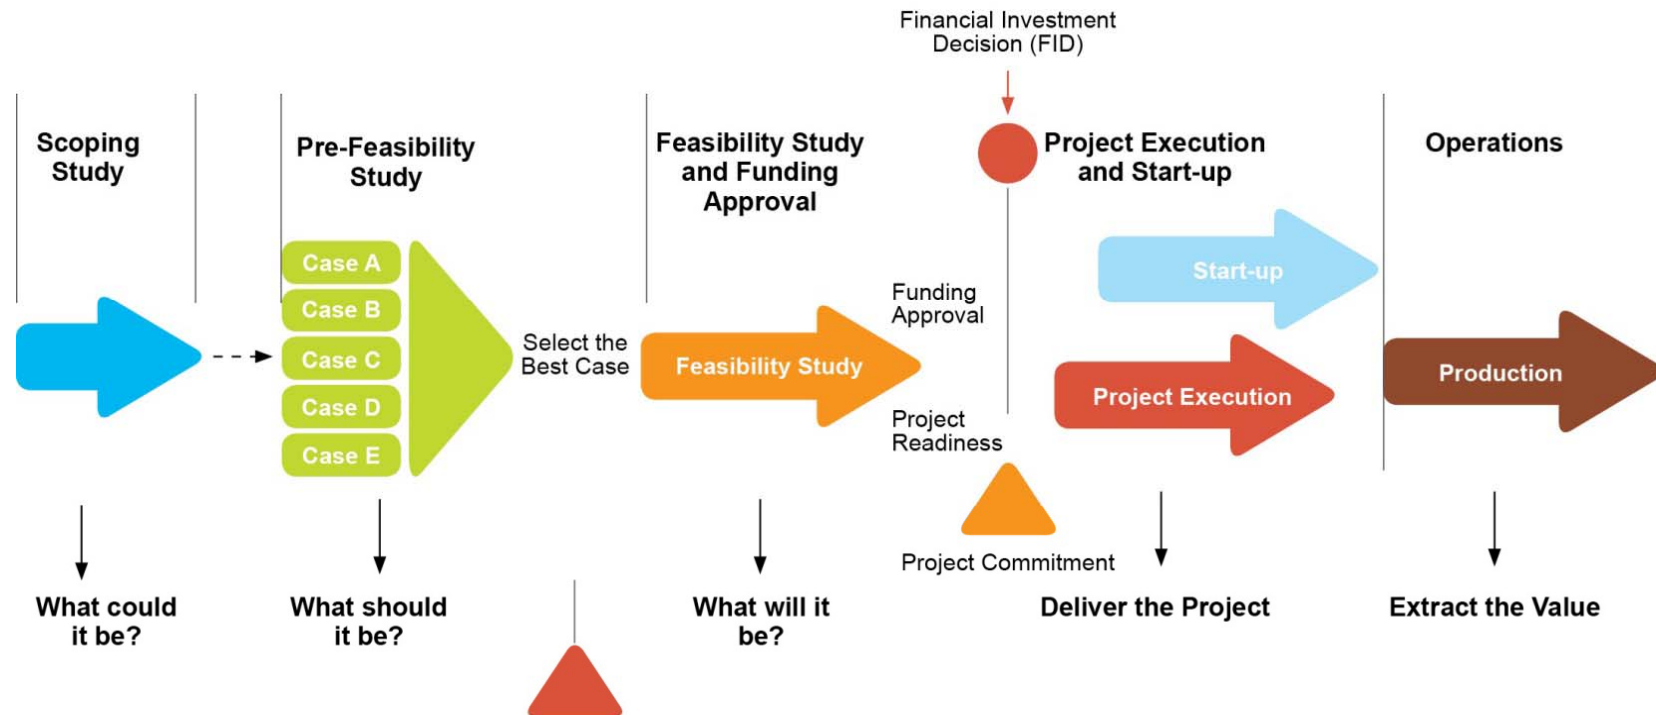 Financial Investment
Decision (FID)
Scoping
Study
Pre-Feasibility
Study
Feasibility Study
and Funding
Approval
Project Execution
and Start-up
Operations
Case A
Case B
Case C
Case D
Case E
Select the
Best Case
Feasibility Study
Funding
Approval
Project
Readiness
Start-up
Project Execution
Production
Project Commitment
What could
it be?
What should
it be?
What will it
be?
Deliver the Project
Extract the Value